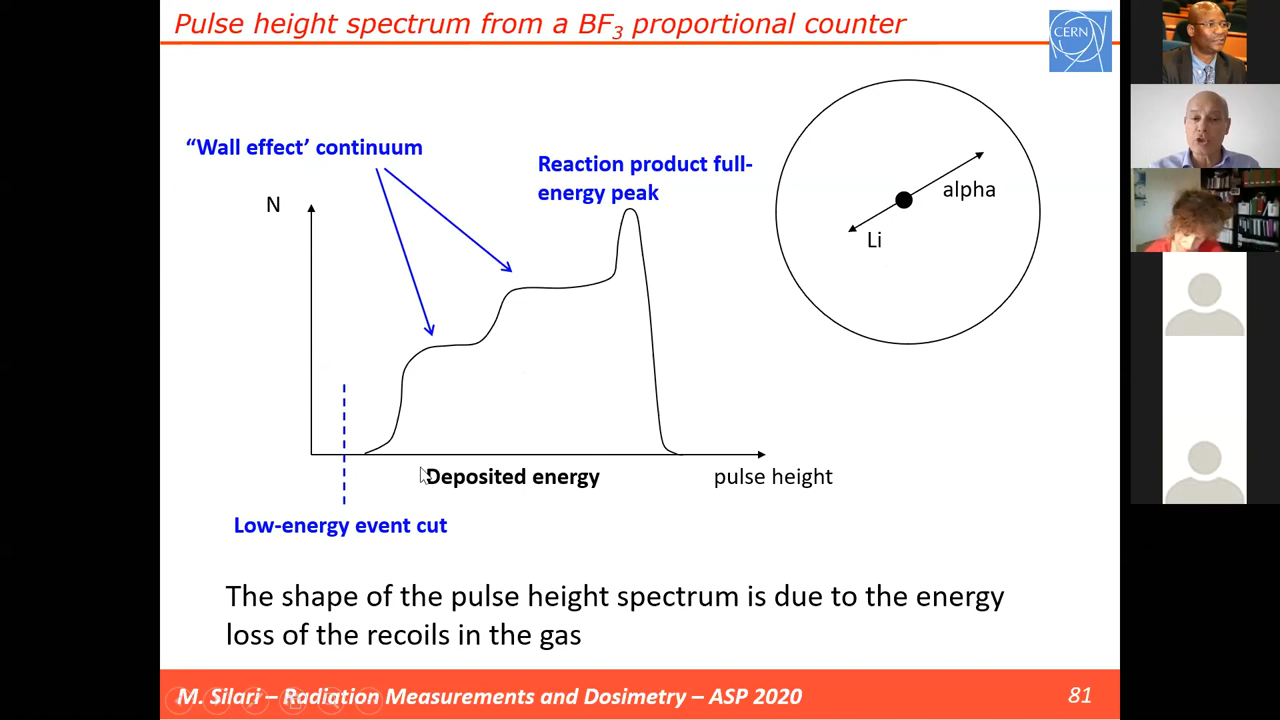 Pulse height spectrum from a BF3 proportional counter
CERN
“Wall effect’ continuum
Reaction product full-
energy peak
N
alpha
Li
Deposited energy
pulse height
Low-energy event cut
The shape of the pulse height spectrum is due to the energy
loss of the recoils in the gas
M. Silari – Radiation Measurements and Dosimetry – ASP 2020
81